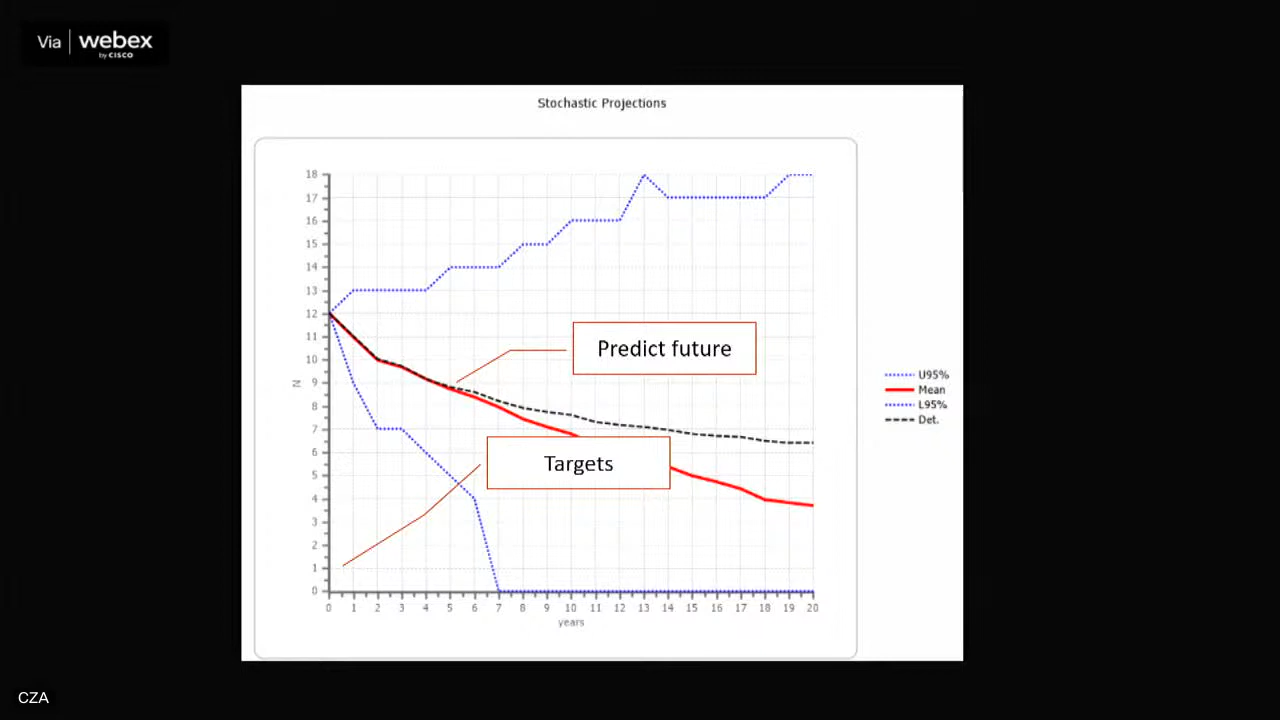 Via | webex
by CISCO
Stochastic Projections
18
17
16
15
14
13
12
11
10
9
8
7
6
5
4
3
2
1
0
N
Predict future
Targets
U95%
Mean
L95%
Det.
0 1 2 3 4 5 6 7 8 9 10 11 12 13 14 15 16 17 18 19 20
years
CZA